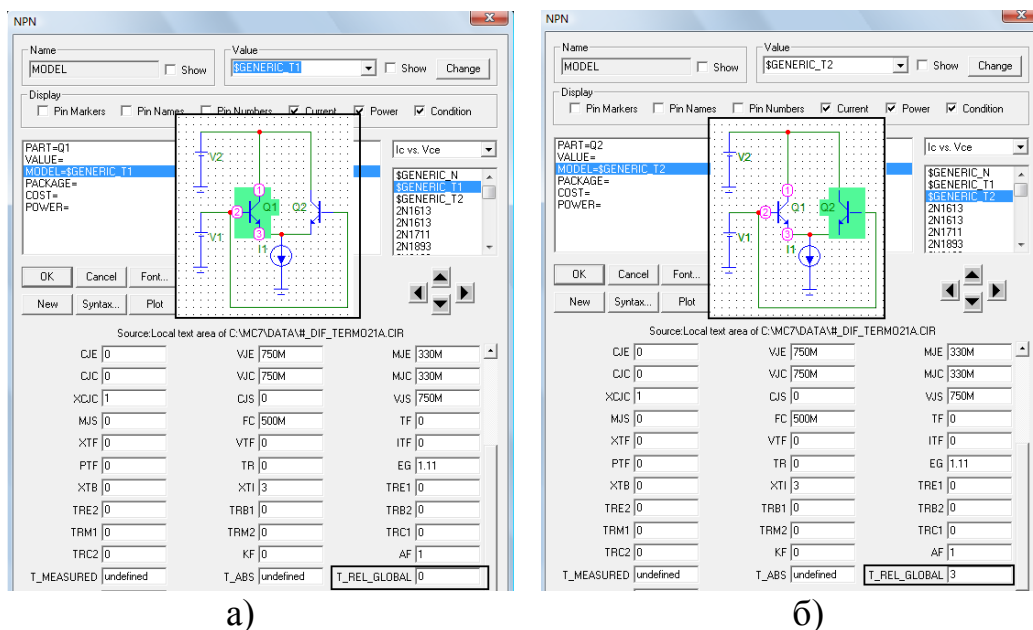 NPN
Name
MODEL
Show
Value
$GENERIC_T1
Show
Change
Display
Pin Markers Pin Names Pin Numbers Current Power Condition
PART=Q1
VALUE=
MODEL=$GENERIC_T1
PACKAGE=
COST=
POWER=
V2
1
2
Q1
Q2
3
V1
I1
Ic vs. Vce
$GENERIC_N
$GENERIC_T1
$GENERIC_T2
2N1613
2N1613
2N1711
2N1893
OK Cancel Font...
New Syntax... Plot
Source:Local text area of C:\MC7\DATA\#_DIF_TERMO21A.CIR
CJE 0 VJE 750M MJE 330M
CJC 0 VJC 750M MJC 330M
XCJC 1 CJS 0 VJS 750M
MJS 0 FC 500M TF 0
XTF 0 VTF 0 ITF 0
PTF 0 TR 0 EG 1.11
XTB 0 XTI 3 TRE1 0
TRE2 0 TRB1 0 TRB2 0
TRM1 0 TRM2 0 TRC1 0
TRC2 0 KF 0 AF 1
T_MEASURED undefined T_ABS undefined T_REL_GLOBAL 0
а)
NPN
Name
MODEL
Show
Value
$GENERIC_T2
Show
Change
Display
Pin Markers Pin Names Pin Numbers Current Power Condition
PART=Q2
VALUE=
MODEL=$GENERIC_T2
PACKAGE=
COST=
POWER=
V2
1
2
Q1
Q2
3
V1
I1
Ic vs. Vce
$GENERIC_N
$GENERIC_T1
$GENERIC_T2
2N1613
2N1613
2N1711
2N1893
OK Cancel Font...
New Syntax... Plot
Source:Local text area of C:\MC7\DATA\#_DIF_TERMO21A.CIR
CJE 0 VJE 750M MJE 330M
CJC 0 VJC 750M MJC 330M
XCJC 1 CJS 0 VJS 750M
MJS 0 FC 500M TF 0
XTF 0 VTF 0 ITF 0
PTF 0 TR 0 EG 1.11
XTB 0 XTI 3 TRE1 0
TRE2 0 TRB1 0 TRB2 0
TRM1 0 TRM2 0 TRC1 0
TRC2 0 KF 0 AF 1
T_MEASURED undefined T_ABS undefined T_REL_GLOBAL 3
б)